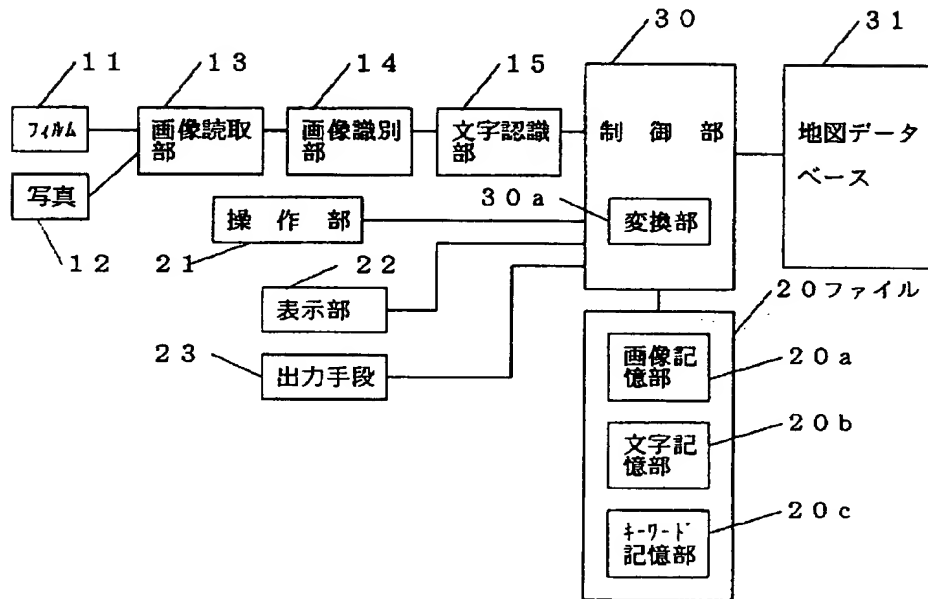 11
13
14
15
30
31
フィルム
画像読取
部
画像識別
部
文字認識
部
制御部
地図データ
ベース
写真
30a
変換部
操作部
12
21
22
20ファイル
表示部
画像記
憶部
20a
23
出力手段
20b
文字記
憶部
20c
キーワード
記憶部